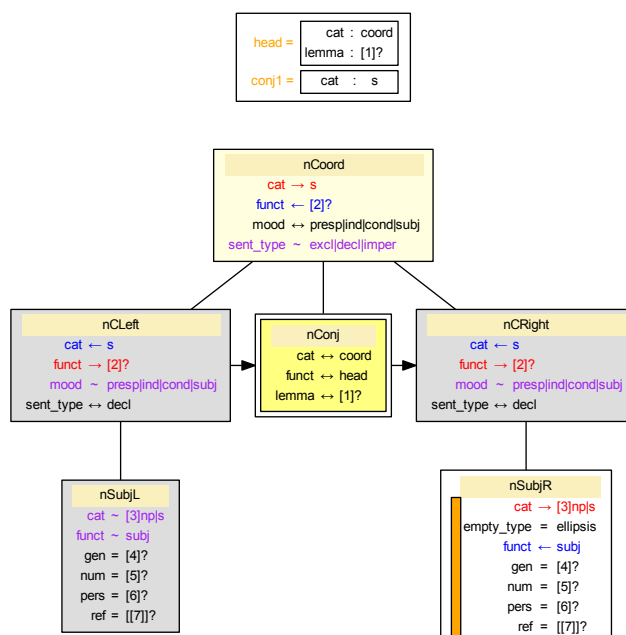 head =
cat : coord
lemma : [1]?
conj1 =
cat : s
nCoord
cat → s
funct ← [2]?
mood ↔ presp|ind|cond|subj
sent_type ~ excl|decl|imper
nCLeft
cat ← s
funct → [2]?
mood ~ presp|ind|cond|subj
sent_type ↔ decl
nConj
cat ↔ coord
funct ↔ head
lemma ↔ [1]?
nCRight
cat ← s
funct → [2]?
mood ~ presp|ind|cond|subj
sent_type ↔ decl
nSubjL
cat ~ [3]np|s
funct ~ subj
gen = [4]?
num = [5]?
pers = [6]?
ref = [[7]]?
nSubjR
cat → [3]np|s
empty_type = ellipsis
funct ← subj
gen = [4]?
num = [5]?
pers = [6]?
ref = [[7]]?